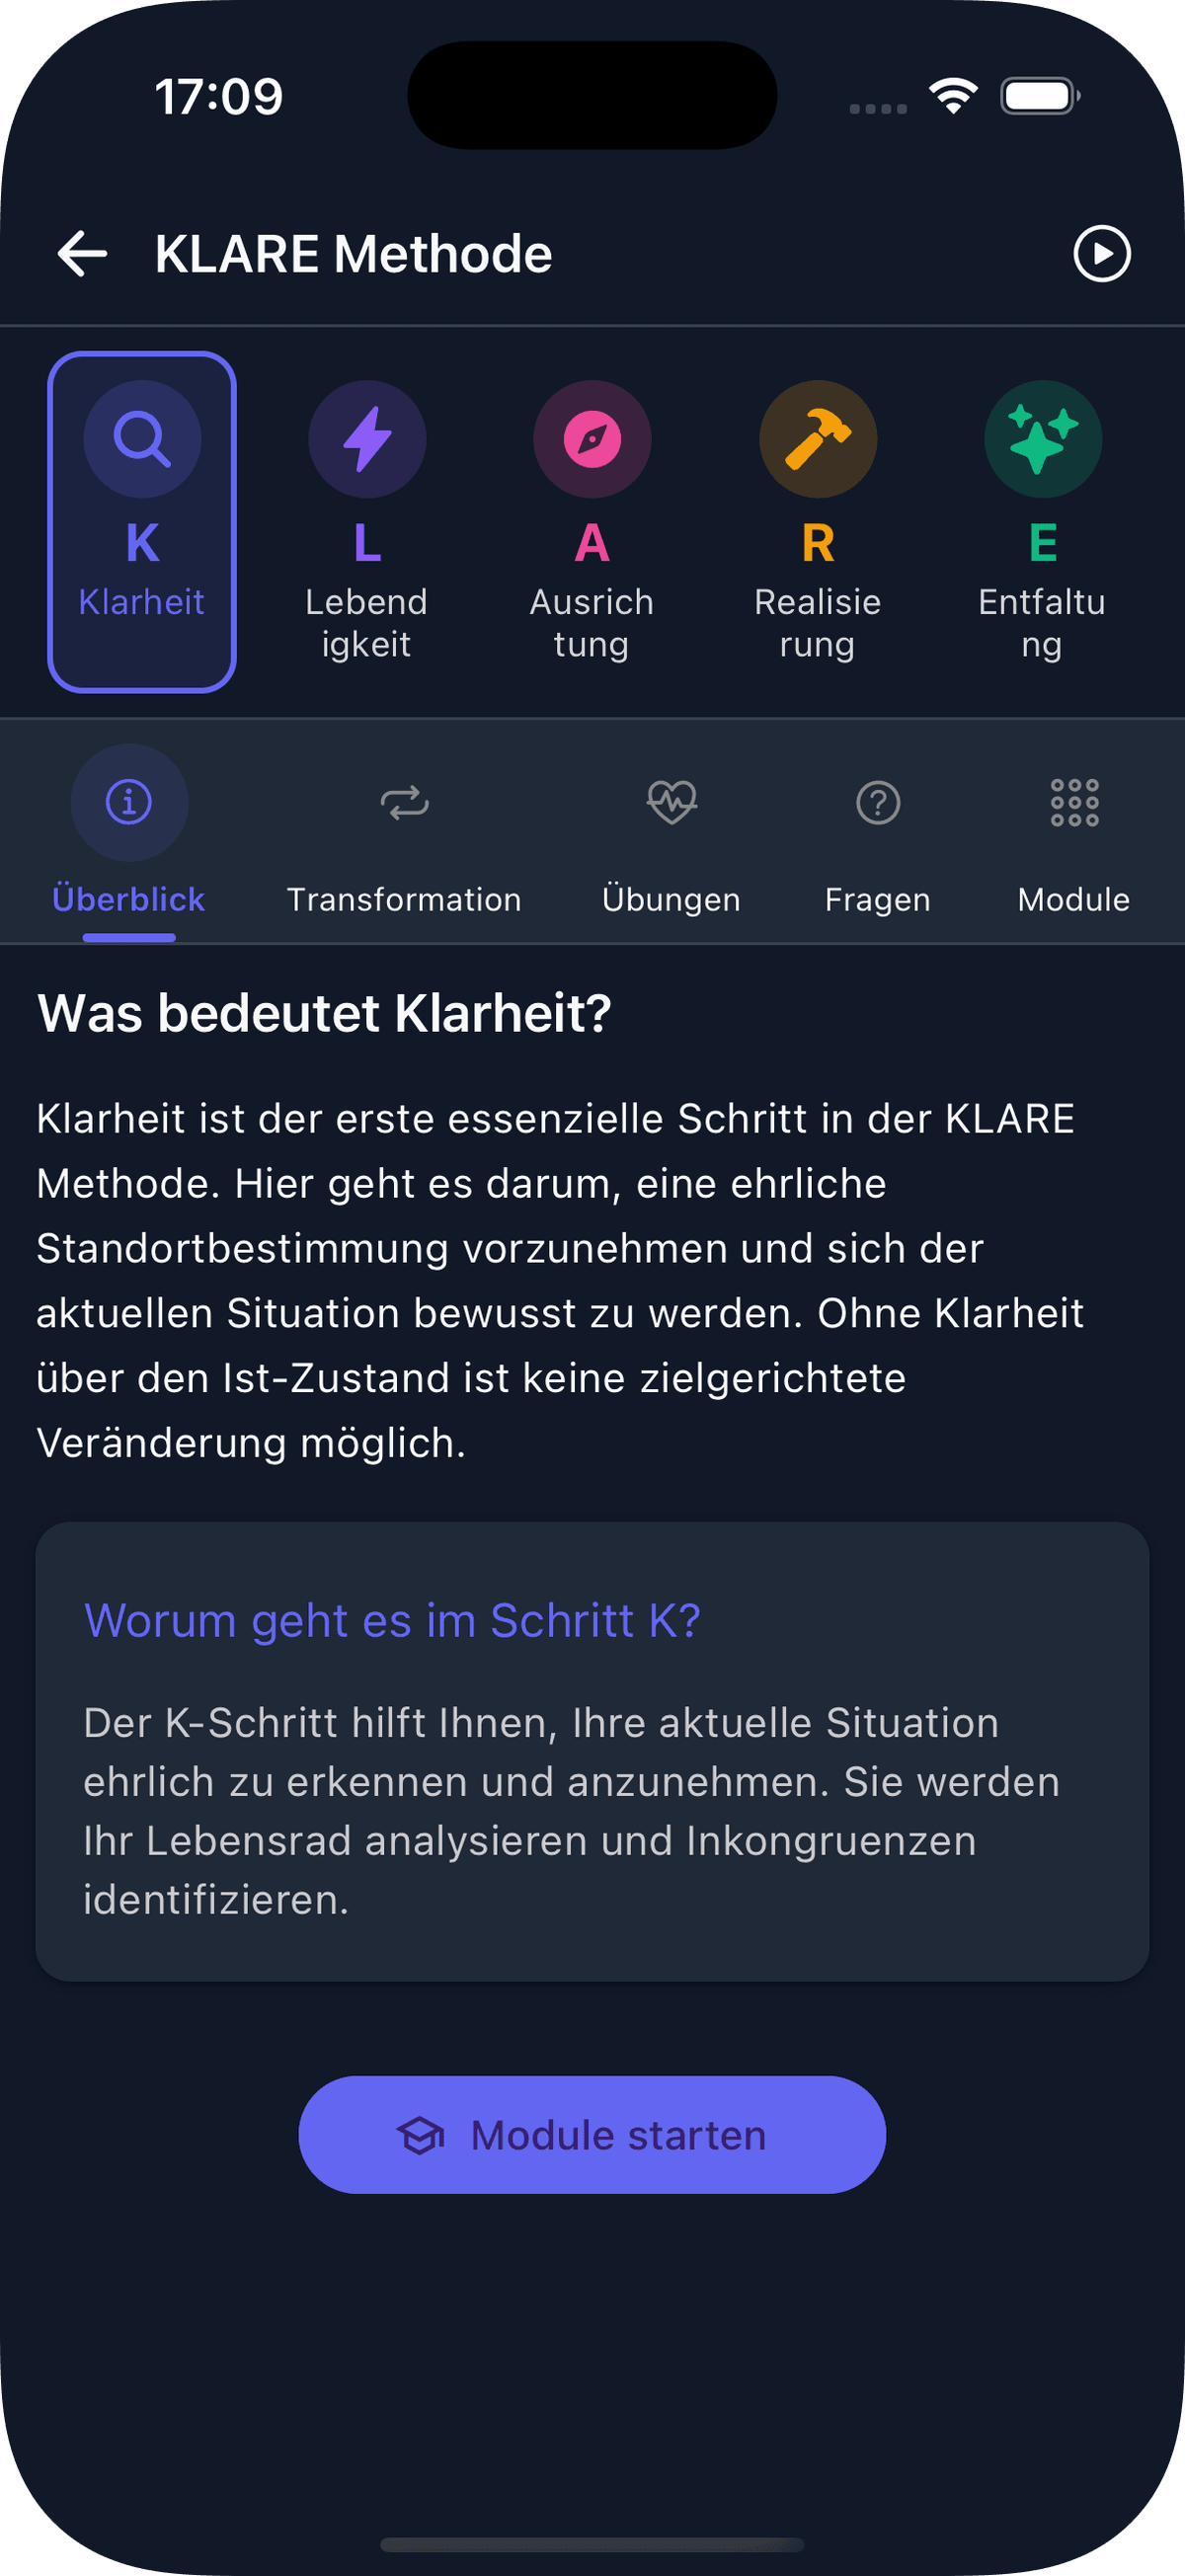 17:09
KLARE Methode
K
Klarheit
L
Lebend
igkeit
A
Ausrich
tung
R
Realisie
rung
E
Entfaltu
ng
Überblick
Transformation
Übungen
Fragen
Module
Was bedeutet Klarheit?
Klarheit ist der erste essenzielle Schritt in der KLARE
Methode. Hier geht es darum, eine ehrliche
Standortbestimmung vorzunehmen und sich der
aktuellen Situation bewusst zu werden. Ohne Klarheit
über den Ist-Zustand ist keine zielgerichtete
Veränderung möglich.
Worum geht es im Schritt K?
Der K-Schritt hilft Ihnen, Ihre aktuelle Situation
ehrlich zu erkennen und anzunehmen. Sie werden
Ihr Lebensrad analysieren und Inkongruenzen
identifizieren.
Module starten